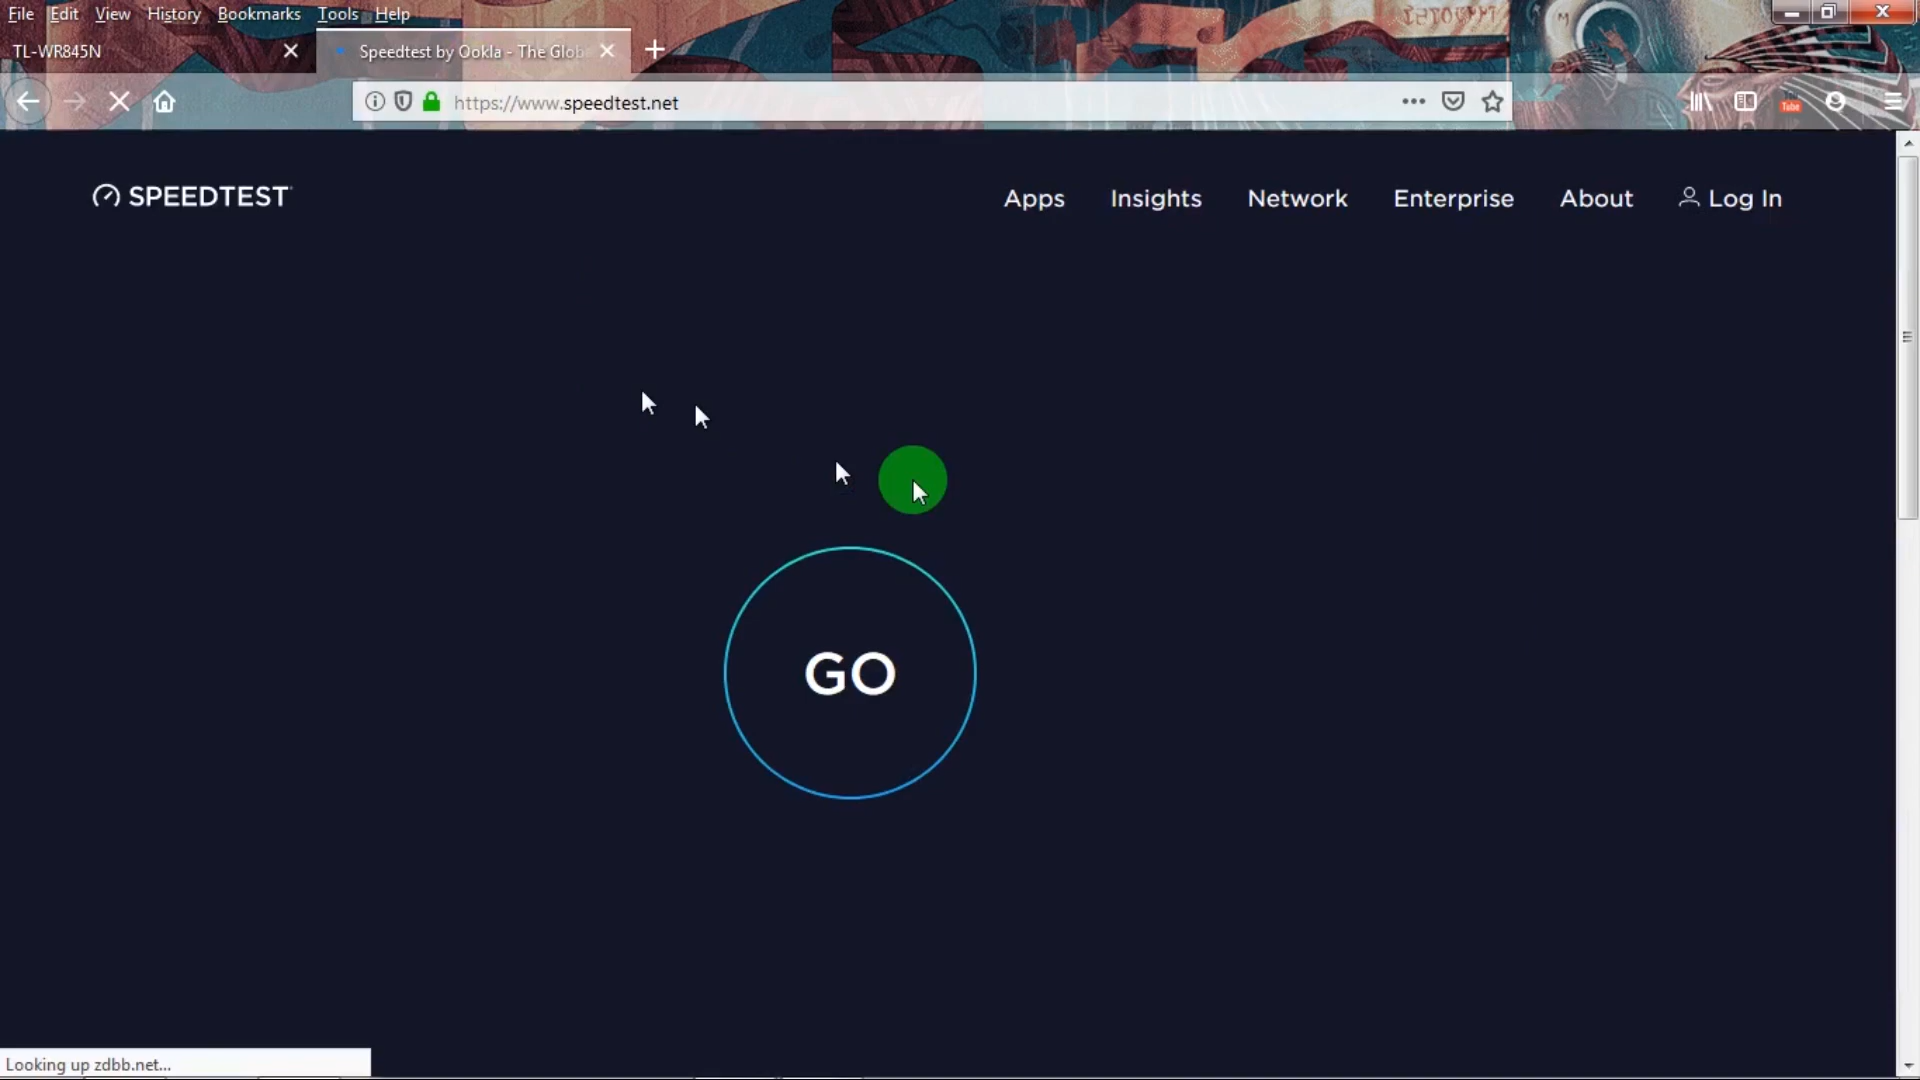 File Edit View History Bookmarks Tools Help
TL-WR845N
Speedtest by Ookla - The Glob
https://www.speedtest.net
SPEEDTEST
Apps Insights Network Enterprise About Log In
GO
Looking up zdbb.net...